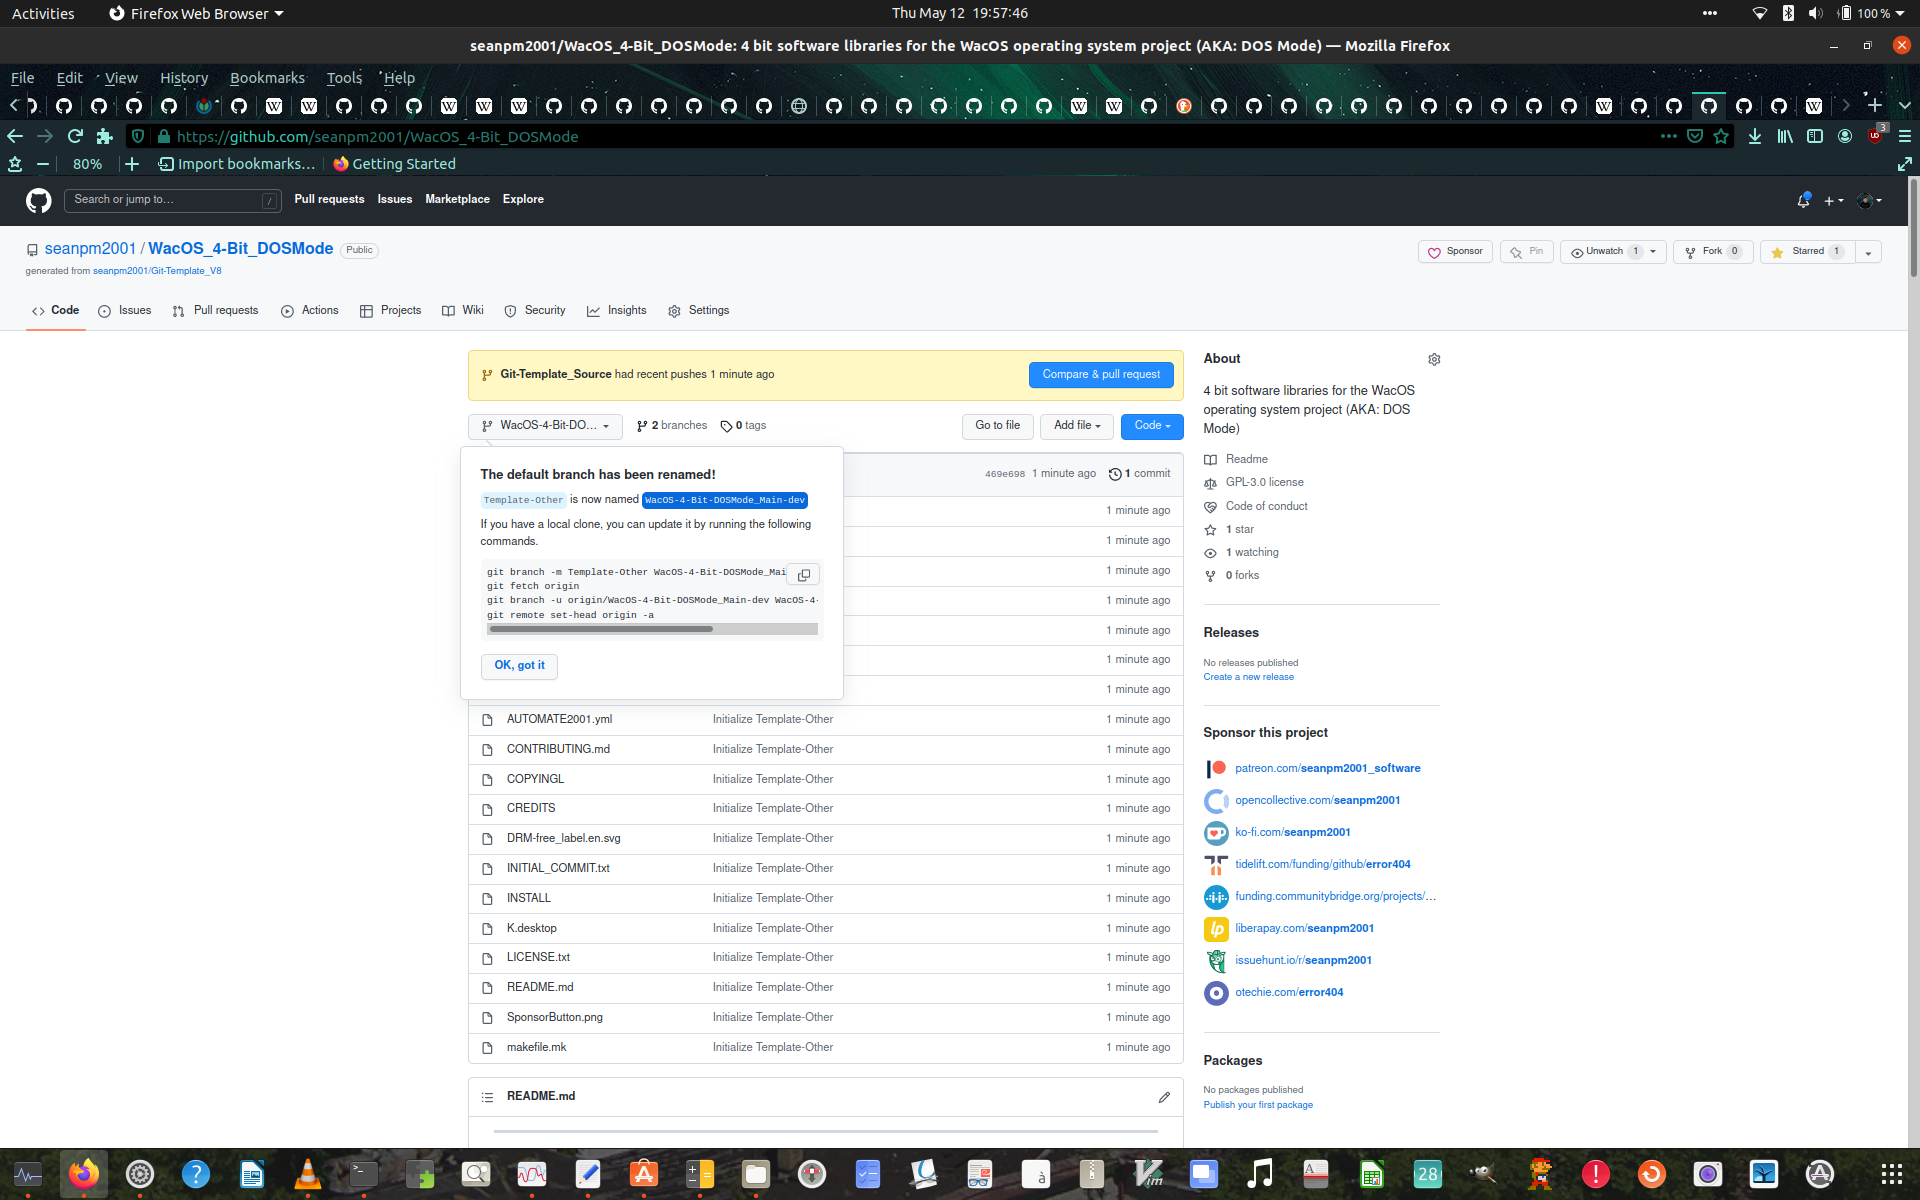 Activities
Firefox Web Browser
Thu May 12 19:57:46
100 %
seanpm2001/WacOS_4-Bit_DOSMode: 4 bit software libraries for the WacOS operating system project (AKA: DOS Mode) — Mozilla Firefox
File Edit View History Bookmarks Tools Help
https://github.com/seanpm2001/WacOS_4-Bit_DOSMode
3
80%
Import bookmarks...
Getting Started
Search or jump to...
/
Pull requests Issues Marketplace Explore
seanpm2001 / WacOS_4-Bit_DOSMode Public
generated from seanpm2001/Git-Template_V8
Sponsor
Pin
Unwatch 1
Fork 0
Starred 1
Code Issues Pull requests Actions Projects Wiki Security Insights Settings
Git-Template_Source had recent pushes 1 minute ago
Compare & pull request
WacOS-4-Bit-DO...
2 branches
0 tags
Go to file
Add file
Code
The default branch has been renamed!
Template-Other is now named WacOS-4-Bit-DOSMode_Main-dev
If you have a local clone, you can update it by running the following
commands.
git branch -m Template-Other WacOS-4-Bit-DOSMode_Mai
git fetch origin
git branch -u origin/WacOS-4-Bit-DOSMode_Main-dev WacOS-4-
git remote set-head origin -a
OK, got it
469e698 1 minute ago 1 commit
1 minute ago
1 minute ago
1 minute ago
1 minute ago
1 minute ago
1 minute ago
1 minute ago
AUTOMATE2001.yml Initialize Template-Other 1 minute ago
CONTRIBUTING.md Initialize Template-Other 1 minute ago
COPYINGL Initialize Template-Other 1 minute ago
CREDITS Initialize Template-Other 1 minute ago
DRM-free_label.en.svg Initialize Template-Other 1 minute ago
INITIAL_COMMIT.txt Initialize Template-Other 1 minute ago
INSTALL Initialize Template-Other 1 minute ago
K.desktop Initialize Template-Other 1 minute ago
LICENSE.txt Initialize Template-Other 1 minute ago
README.md Initialize Template-Other 1 minute ago
SponsorButton.png Initialize Template-Other 1 minute ago
makefile.mk Initialize Template-Other 1 minute ago
README.md
About
4 bit software libraries for the WacOS
operating system project (AKA: DOS
Mode)
Readme
GPL-3.0 license
Code of conduct
1 star
1 watching
0 forks
Releases
No releases published
Create a new release
Sponsor this project
patreon.com/seanpm2001_software
opencollective.com/seanpm2001
ko-fi.com/seanpm2001
tidelift.com/funding/github/error404
funding.communitybridge.org/projects/...
liberapay.com/seanpm2001
issuehunt.io/r/seanpm2001
otechie.com/error404
Packages
No packages published
Publish your first package
28